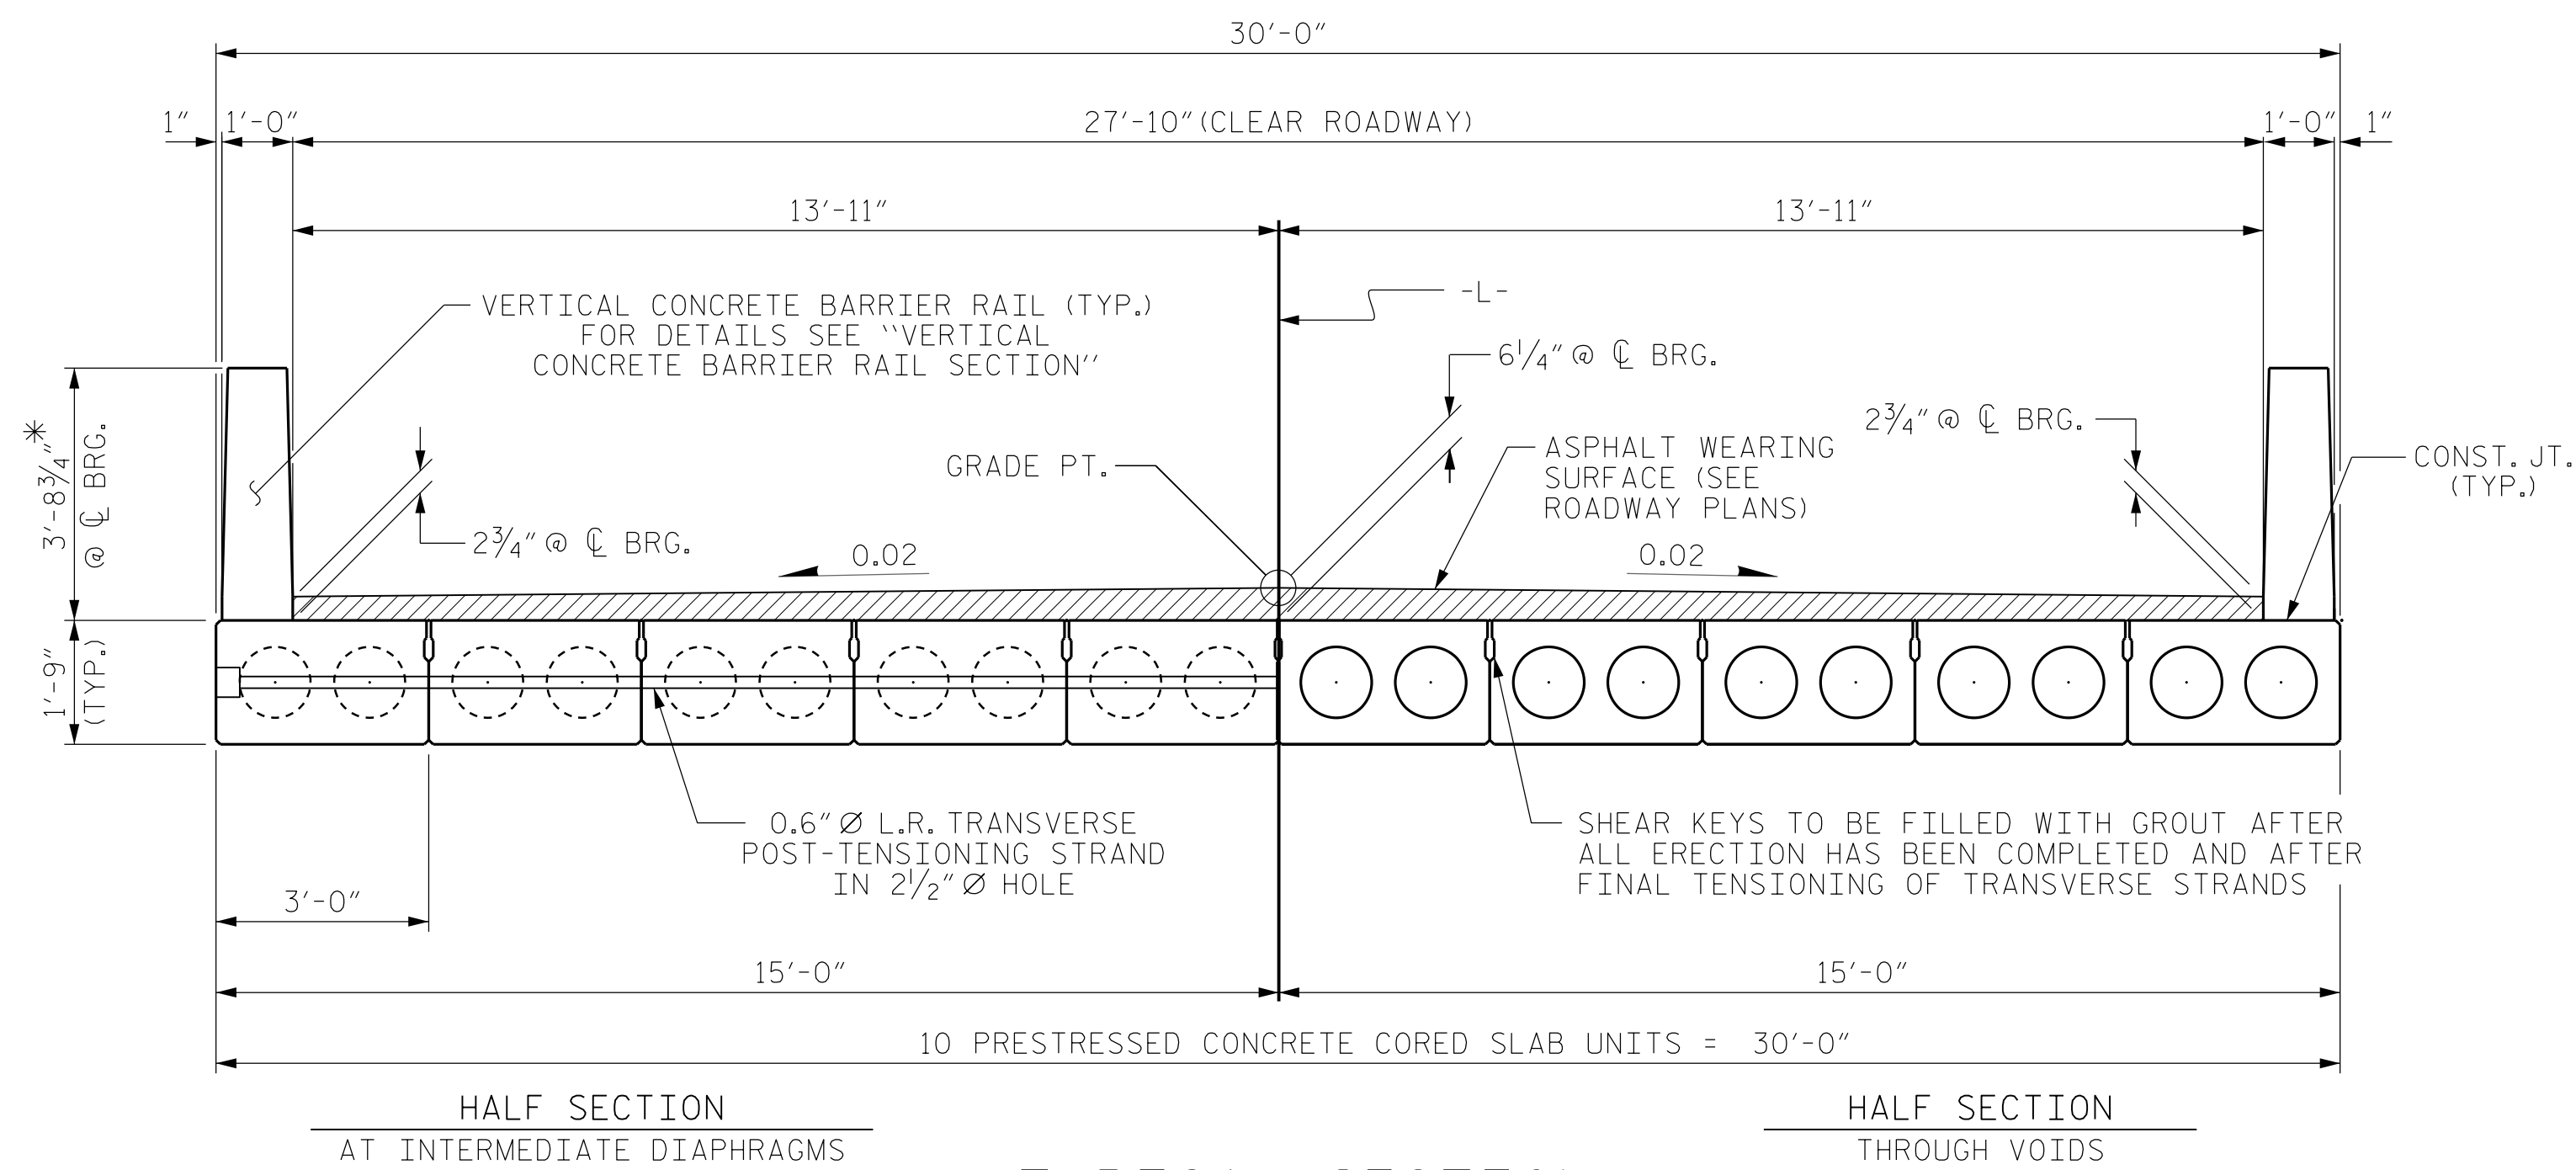 30'-0"
1" 1'-0" 27'-10"(CLEAR ROADWAY) 1'-0" 1"
13'-11" 13'-11"
VERTICAL CONCRETE BARRIER RAIL (TYP.)
FOR DETAILS SEE "VERTICAL
CONCRETE BARRIER RAIL SECTION"
-L-
6¼" @ ℄ BRG.
2¾" @ ℄ BRG.
3'-8¾"*
@ ℄ BRG.
GRADE PT.
ASPHALT WEARING
SURFACE (SEE
ROADWAY PLANS)
CONST. JT.
(TYP.)
2¾" @ ℄ BRG.
0.02 0.02
1'-9"
(TYP.)
0.6" Ø L.R. TRANSVERSE
POST-TENSIONING STRAND
IN 2½" Ø HOLE
SHEAR KEYS TO BE FILLED WITH GROUT AFTER
ALL ERECTION HAS BEEN COMPLETED AND AFTER
FINAL TENSIONING OF TRANSVERSE STRANDS
3'-0"
15'-0" 15'-0"
10 PRESTRESSED CONCRETE CORED SLAB UNITS = 30'-0"
HALF SECTION
AT INTERMEDIATE DIAPHRAGMS
HALF SECTION
THROUGH VOIDS